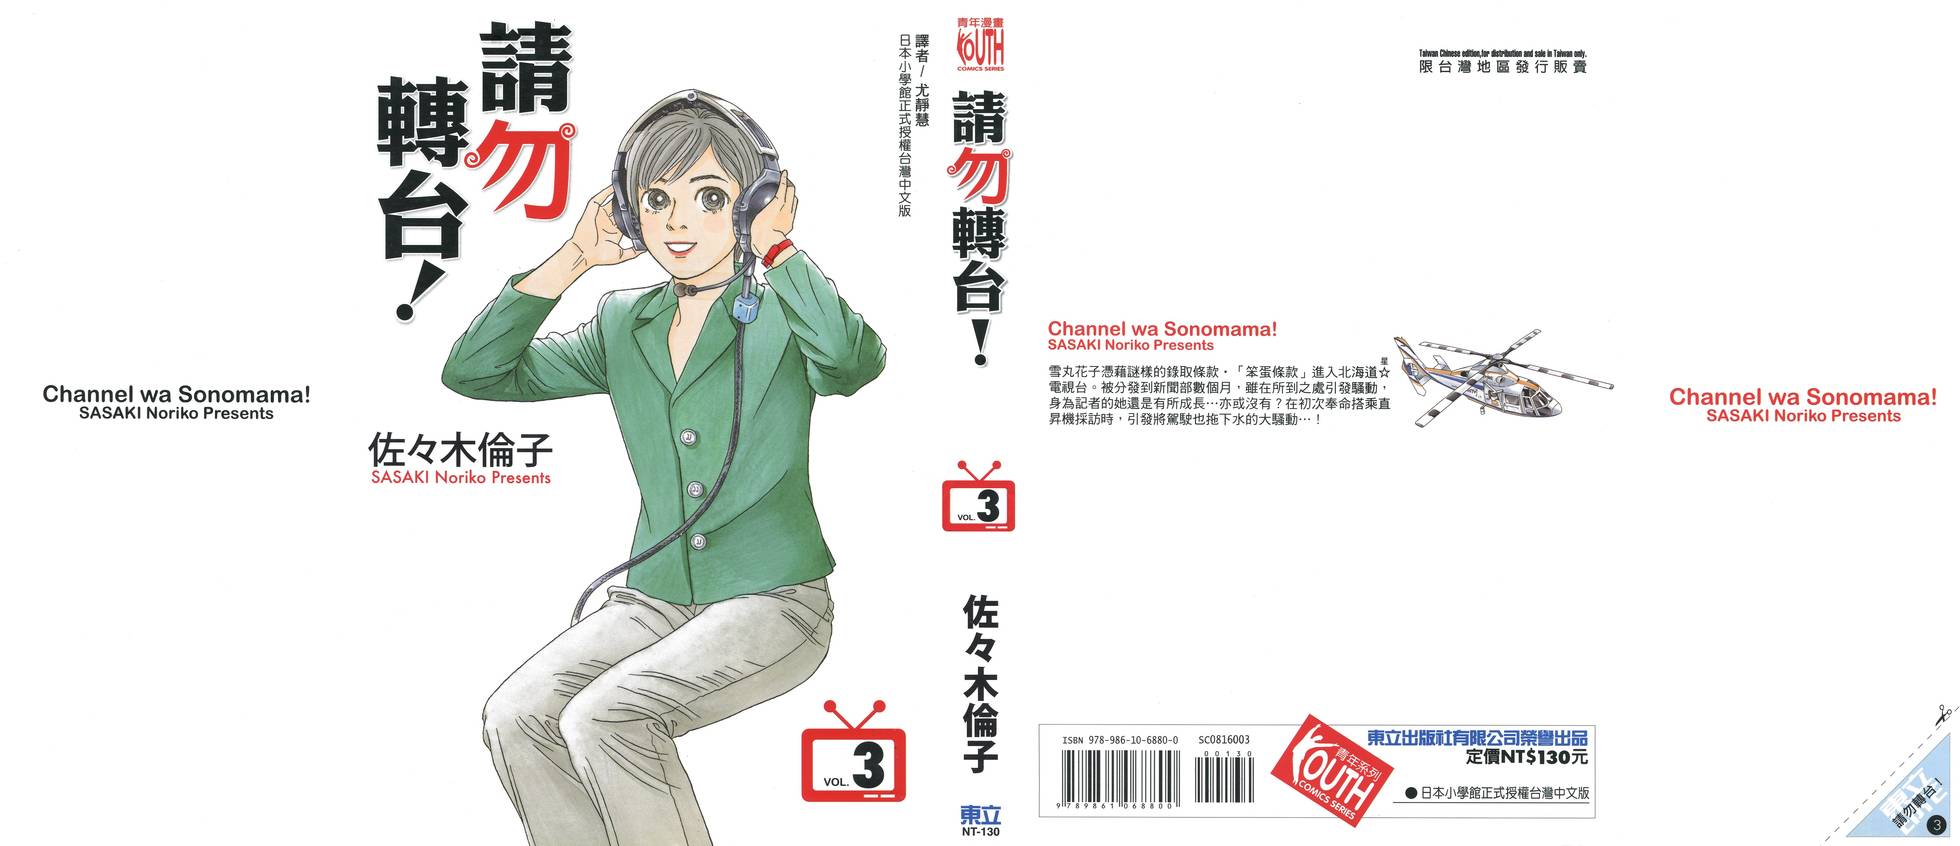 Channel wa Sonomama!
SASAKI Noriko Presents
請勿
轉台！
佐々木倫子
SASAKI Noriko Presents
VOL. 3
譯者/尤靜慧
日本小學館正式授權台灣中文版
青年漫畫
YOUTH
COMICS SERIES
請勿轉台！
VOL. 3
佐々木倫子
東立
NT-130
Taiwan Chinese edition,for distribution and sale in Taiwan only.
限台灣地區發行販賣
Channel wa Sonomama!
SASAKI Noriko Presents
星
雪丸花子憑藉謎樣的錄取條款・「笨蛋條款」進入北海道☆
電視台。被分發到新聞部數個月，雖在所到之處引發騷動，
身為記者的她還是有所成長…亦或沒有？在初次奉命搭乘直
昇機採訪時，引發將駕駛也拖下水的大騷動…！
ISBN 978-986-10-6880-0
SC0816003
00130
9 789861 068800
青年系列
YOUTH
COMICS SERIES
東立出版社有限公司榮譽出品
定價NT$130元
●日本小學館正式授權台灣中文版
Channel wa Sonomama!
SASAKI Noriko Presents
東立
印花
請勿轉台！
3